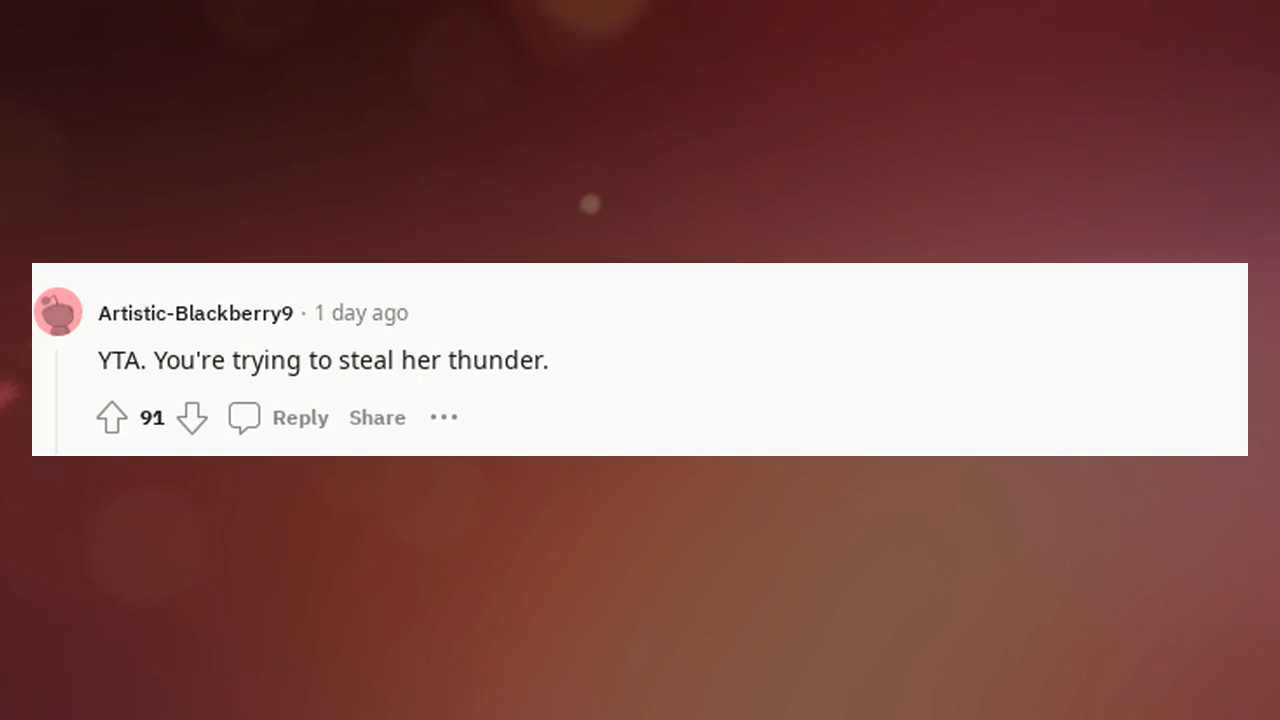 Artistic-Blackberry9 · 1 day ago
YTA. You're trying to steal her thunder.
91 Reply Share ···